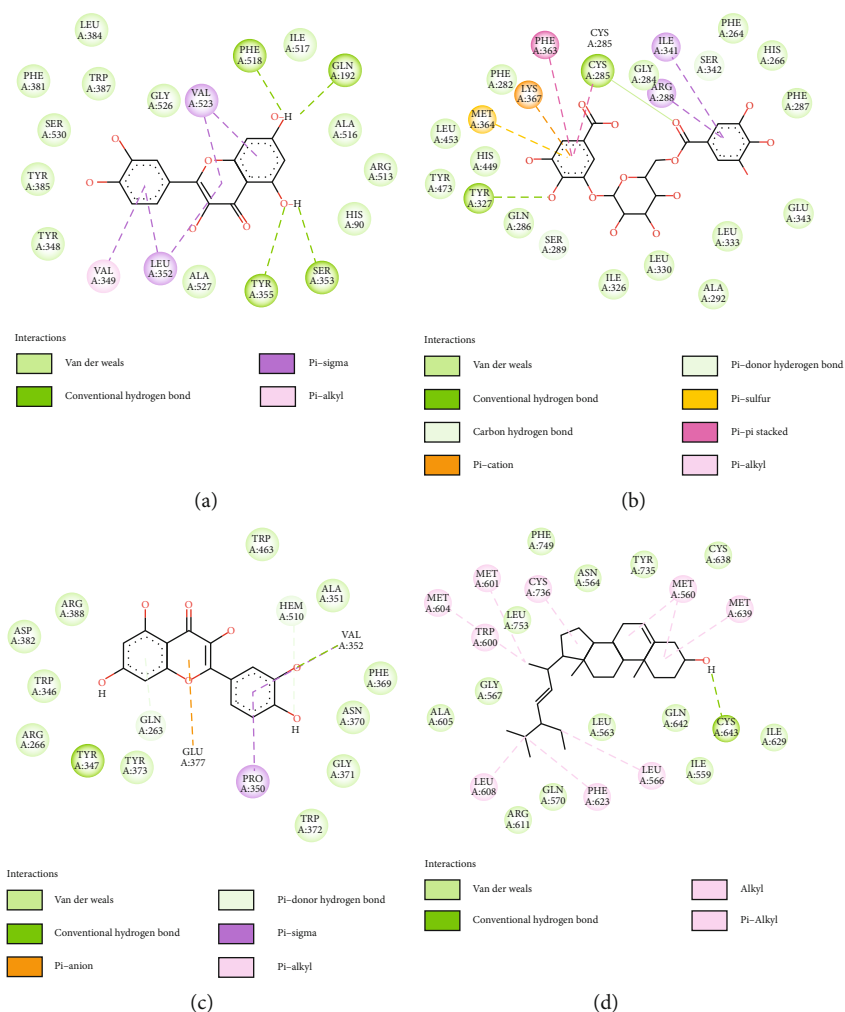 LEU
A:384
PHE
A:518
ILE
A:517
GLN
A:192
PHE
A:381
TRP
A:387
GLY
A:526
VAL
A:523
SER
A:530
ALA
A:516
TYR
A:385
ARG
A:513
TYR
A:348
HIS
A:90
VAL
A:349
LEU
A:352
ALA
A:527
TYR
A:355
SER
A:353
O-H
O
O
O
O
O
O-H
Interactions
Van der weals
Conventional hydrogen bond
Pi–sigma
Pi–alkyl
(a)
PHE
A:363
CYS
A:285
ILE
A:341
PHE
A:264
HIS
A:266
PHE
A:282
LYS
A:367
CYS
A:285
GLY
A:284
SER
A:342
ARG
A:288
PHE
A:287
MET
A:364
LEU
A:453
HIS
A:449
TYR
A:473
TYR
A:327
GLN
A:286
SER
A:289
GLU
A:343
LEU
A:333
LEU
A:330
ILE
A:326
ALA
A:292
O
O
O
O
O
O
O
O
O
O
O
O
O
O
Interactions
Van der weals
Conventional hydrogen bond
Carbon hydrogen bond
Pi–cation
Pi–donor hyderogen bond
Pi–sulfur
Pi–pi stacked
Pi–alkyl
(b)
TRP
A:463
ARG
A:388
HEM
A:510
ALA
A:351
ASP
A:382
VAL
A:352
TRP
A:346
PHE
A:369
ARG
A:266
GLN
A:263
ASN
A:370
TYR
A:347
TYR
A:373
GLU
A:377
PRO
A:350
GLY
A:371
TRP
A:372
O
O
O
O
H
O
O
O
H
Interactions
Van der weals
Conventional hydrogen bond
Pi–anion
Pi–donor hydrogen bond
Pi–sigma
Pi–alkyl
(c)
PHE
A:749
MET
A:601
CYS
A:736
ASN
A:564
TYR
A:735
CYS
A:638
MET
A:560
MET
A:604
MET
A:639
LEU
A:753
TRP
A:600
GLY
A:567
ALA
A:605
LEU
A:563
GLN
A:642
CYS
A:643
ILE
A:629
ILE
A:559
LEU
A:566
LEU
A:608
GLN
A:570
PHE
A:623
ARG
A:611
O
H
Interactions
Van der weals
Conventional hydrogen bond
Alkyl
Pi–Alkyl
(d)